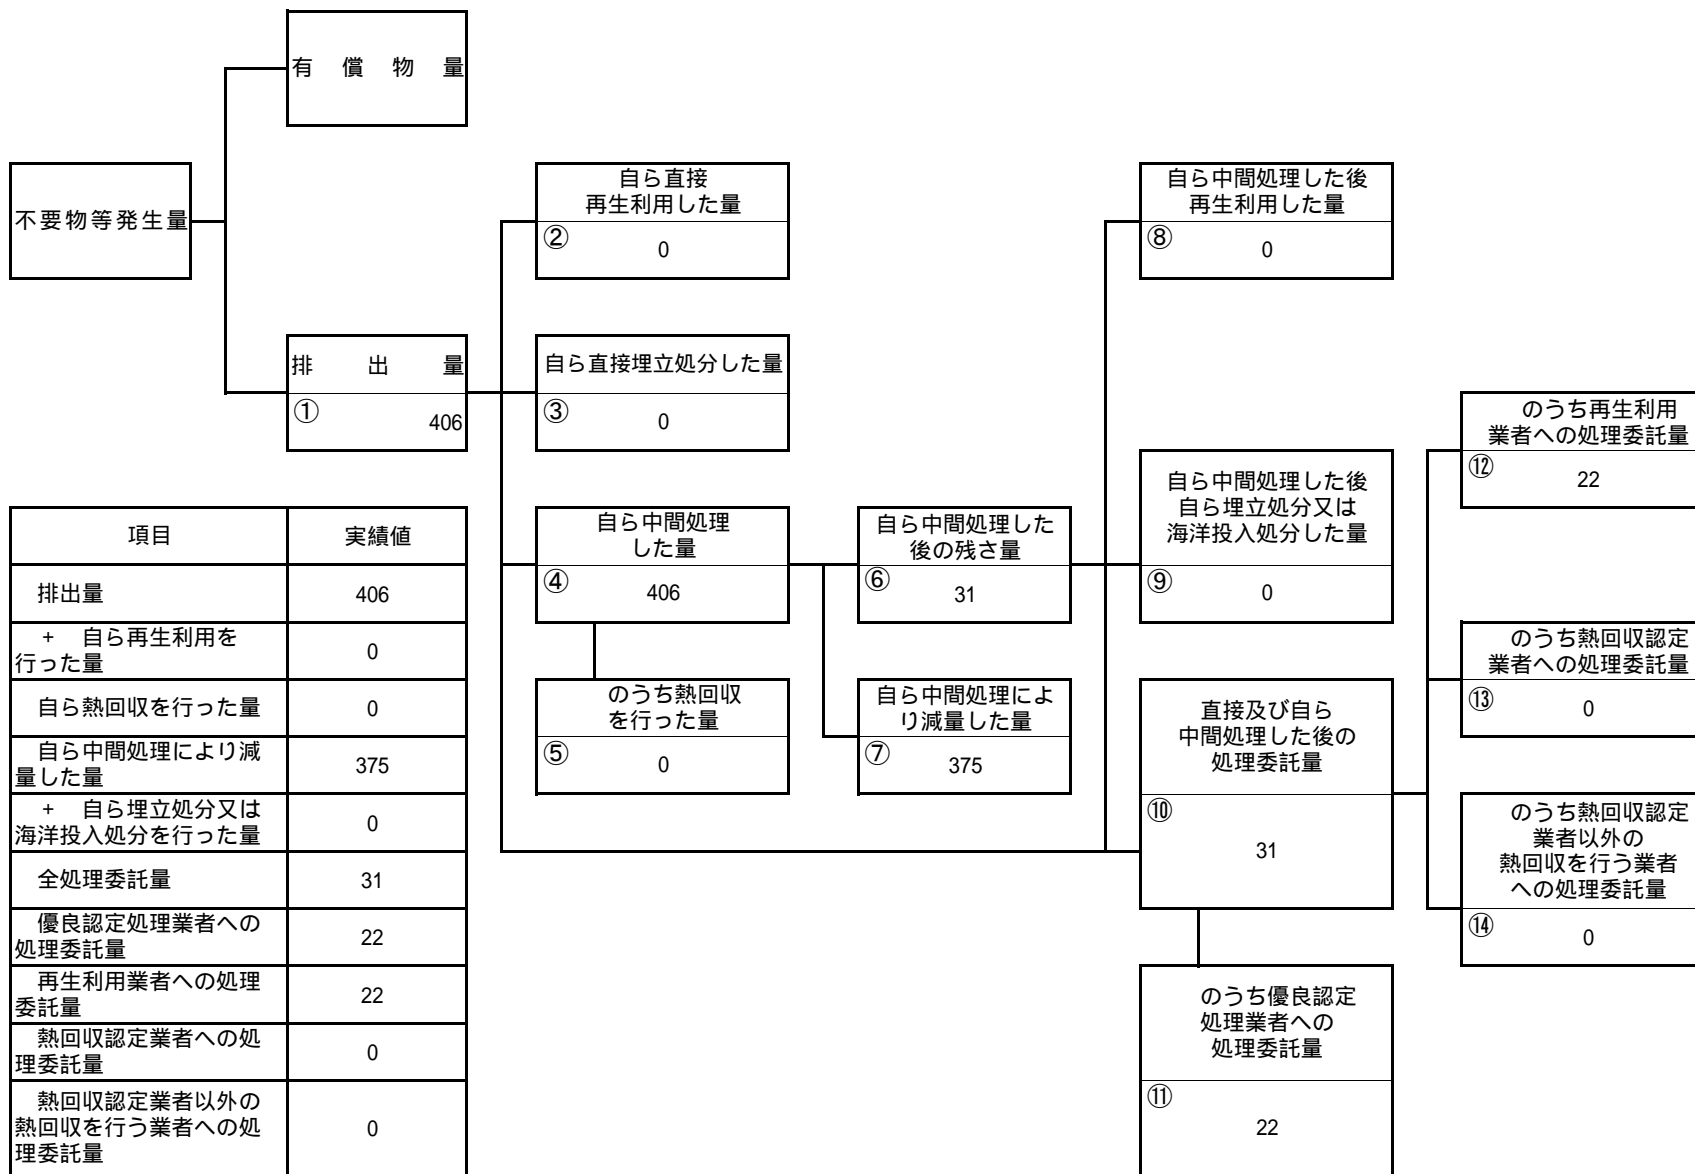 有償物量
不要物等発生量
排出量
①
406
自ら直接
再生利用した量
②
0
自ら直接埋立処分した量
③
0
自ら中間処理
した量
④
406
のうち熱回収
を行った量
⑤
0
自ら中間処理した
後の残さ量
⑥
31
自ら中間処理によ
り減量した量
⑦
375
自ら中間処理した後
再生利用した量
⑧
0
自ら中間処理した後
自ら埋立処分又は
海洋投入処分した量
⑨
0
直接及び自ら
中間処理した後の
処理委託量
⑩
31
のうち優良認定
処理業者への
処理委託量
⑪
22
のうち再生利用
業者への処理委託量
⑫
22
のうち熱回収認定
業者への処理委託量
⑬
0
のうち熱回収認定
業者以外の
熱回収を行う業者
への処理委託量
⑭
0
項目 実績値
排出量 406
+ 自ら再生利用を
行った量
0
自ら熱回収を行った量 0
自ら中間処理により減
量した量
375
+ 自ら埋立処分又は
海洋投入処分を行った量
0
全処理委託量 31
優良認定処理業者への
処理委託量
22
再生利用業者への処理
委託量
22
熱回収認定業者への処
理委託量
0
熱回収認定業者以外の
熱回収を行う業者への処
理委託量
0